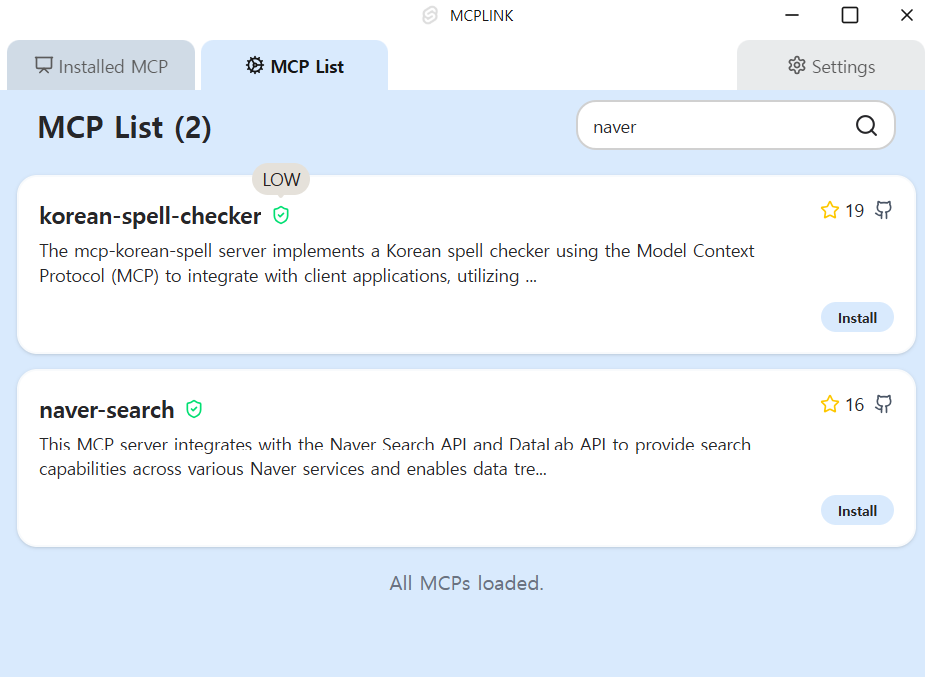 MCPLINK
Installed MCP
MCP List
Settings
MCP List (2)
naver
LOW
korean-spell-checker
19
The mcp-korean-spell server implements a Korean spell checker using the Model Context
Protocol (MCP) to integrate with client applications, utilizing ...
Install
naver-search
16
This MCP server integrates with the Naver Search API and DataLab API to provide search
capabilities across various Naver services and enables data tre...
Install
All MCPs loaded.